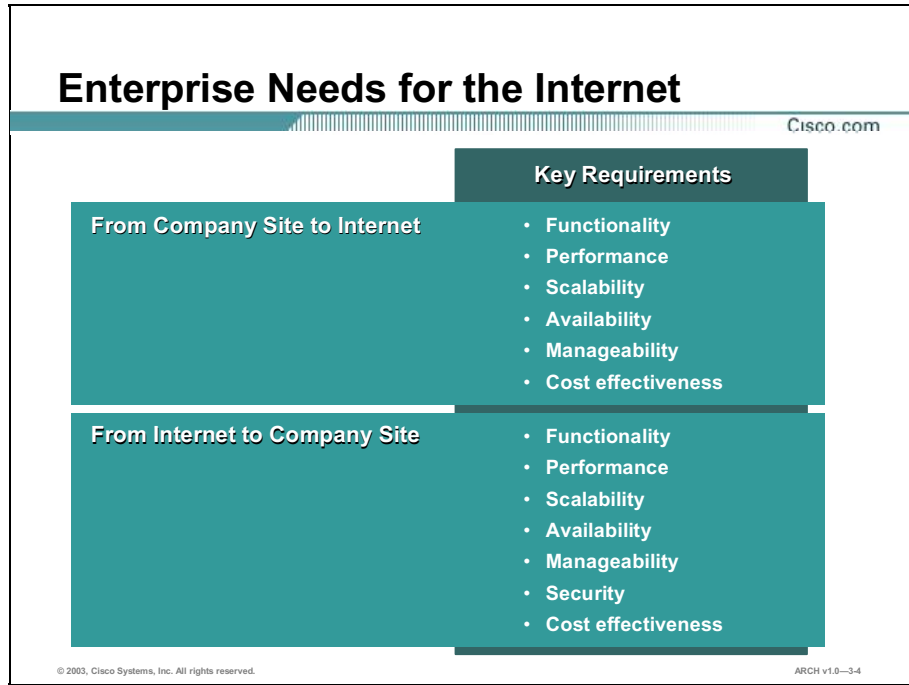 Enterprise Needs for the Internet
Cisco.com
Key Requirements
From Company Site to Internet
• Functionality
• Performance
• Scalability
• Availability
• Manageability
• Cost effectiveness
From Internet to Company Site
• Functionality
• Performance
• Scalability
• Availability
• Manageability
• Security
• Cost effectiveness
© 2003, Cisco Systems, Inc. All rights reserved.
ARCH v1.0—3-4